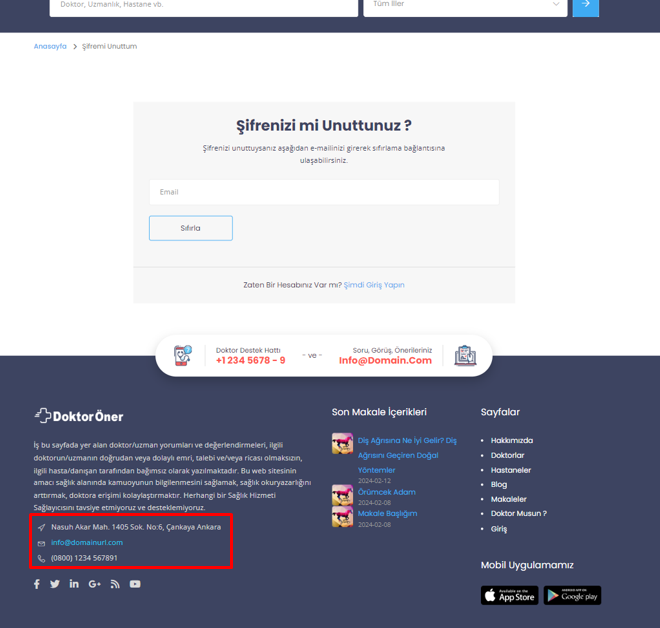 Doktor, Uzmanlık, Hastane vb.
Tüm İller
Anasayfa > Şifremi Unuttum
Şifrenizi mi Unuttunuz ?
Şifrenizi unuttuysanız aşağıdan e-mailinizi girerek sıfırlama bağlantısına
ulaşabilirsiniz.
Email
Sıfırla
Zaten Bir Hesabınız Var mı? Şimdi Giriş Yapın
Doktor Destek Hattı
+1 234 5678 - 9
- ve -
Soru, Görüş, Önerileriniz
Info@Domain.Com
DoktorÖner
İş bu sayfada yer alan doktor/uzman yorumları ve değerlendirmeleri, ilgili
doktorun/uzmanın doğrudan veya dolaylı emri, talebi ve/veya ricası olmaksızın,
ilgili hasta/danışan tarafından bağımsız olarak yazılmaktadır. Bu web sitesinin
amacı sağlık alanında kamuoyunun bilgilenmesini sağlamak, sağlık okuryazarlığını
arttırmak, doktora erişimi kolaylaştırmaktır. Herhangi bir Sağlık Hizmeti
Sağlayıcısını tavsiye etmiyoruz ve desteklemiyoruz.
Nasuh Akar Mah. 1405 Sok. No:6, Çankaya Ankara
info@domainurl.com
(0800) 1234 567891
Son Makale İçerikleri
Diş Ağrısına Ne İyi Gelir? Diş
Ağrısını Geçiren Doğal
Yöntemler
2024-02-12
Örümcek Adam
2024-02-08
Makale Başlığım
2024-02-08
Sayfalar
Hakkımızda
Doktorlar
Hastaneler
Blog
Makaleler
Doktor Musun ?
Giriş
Mobil Uygulamamız
Available on the
App Store
ANDROID APP ON
Google play